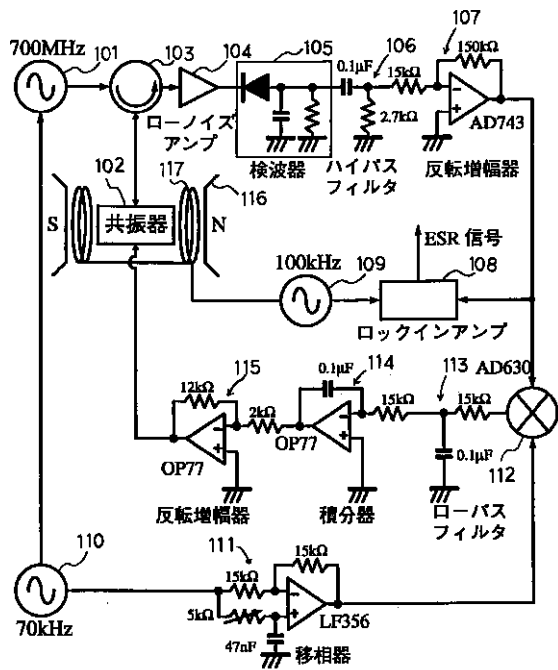 700MHz
101
103
104
105
0.1μF
106
15kΩ
107
150kΩ
ローノイズ
アンプ
検波器
2.7kΩ
ハイパス
フィルタ
AD743
反転増幅器
102
117
116
S
共振器
N
100kHz
109
ESR 信号
108
ロックインアンプ
12kΩ
115
2kΩ
OP77
反転増幅器
0.1μF
114
OP77
積分器
15kΩ
113
15kΩ
0.1μF
ローパス
フィルタ
AD630
112
110
70kHz
111
15kΩ
15kΩ
5kΩ
47nF
LF356
移相器